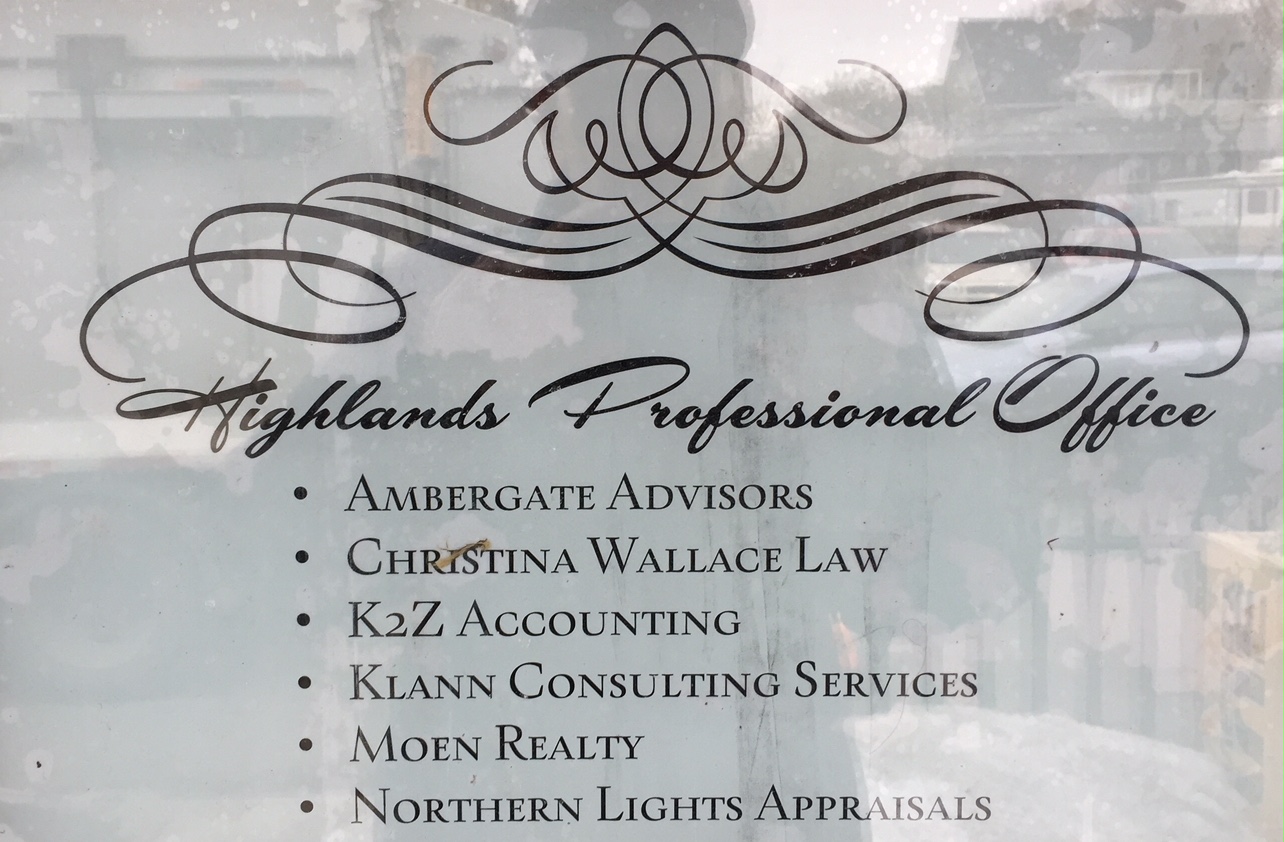 Highlands Professional Office
• Ambergate Advisors
• Christina Wallace Law
• K2Z Accounting
• Klann Consulting Services
• Moen Realty
• Northern Lights Appraisals